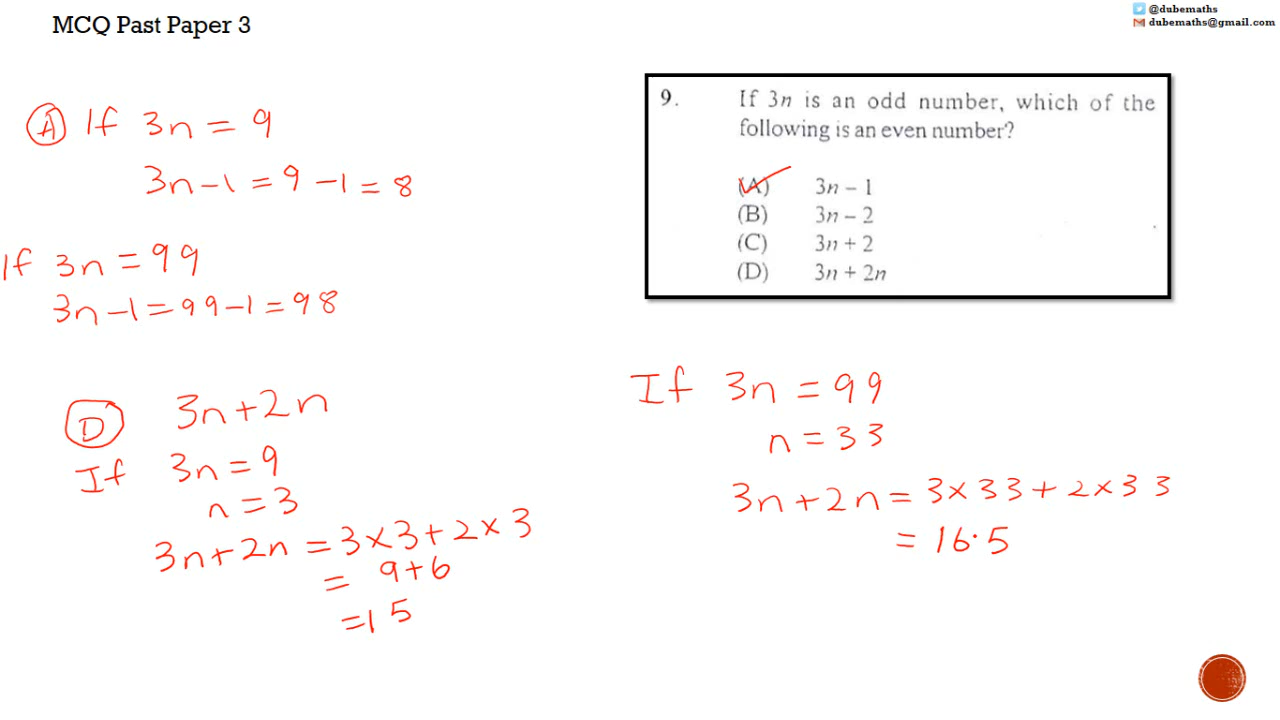 MCQ Past Paper 3
@dubemaths
dubemaths@gmail.com
9. If 3n is an odd number, which of the
following is an even number?
(A) 3n – 1
(B) 3n – 2
(C) 3n + 2
(D) 3n + 2n
(A) If 3n = 9
3n - 1 = 9 - 1 = 8
If 3n = 99
3n - 1 = 99 - 1 = 98
(D) 3n + 2n
If 3n = 9
n = 3
3n + 2n = 3 × 3 + 2 × 3
= 9 + 6
= 15
If 3n = 99
n = 33
3n + 2n = 3 × 33 + 2 × 33
= 16.5